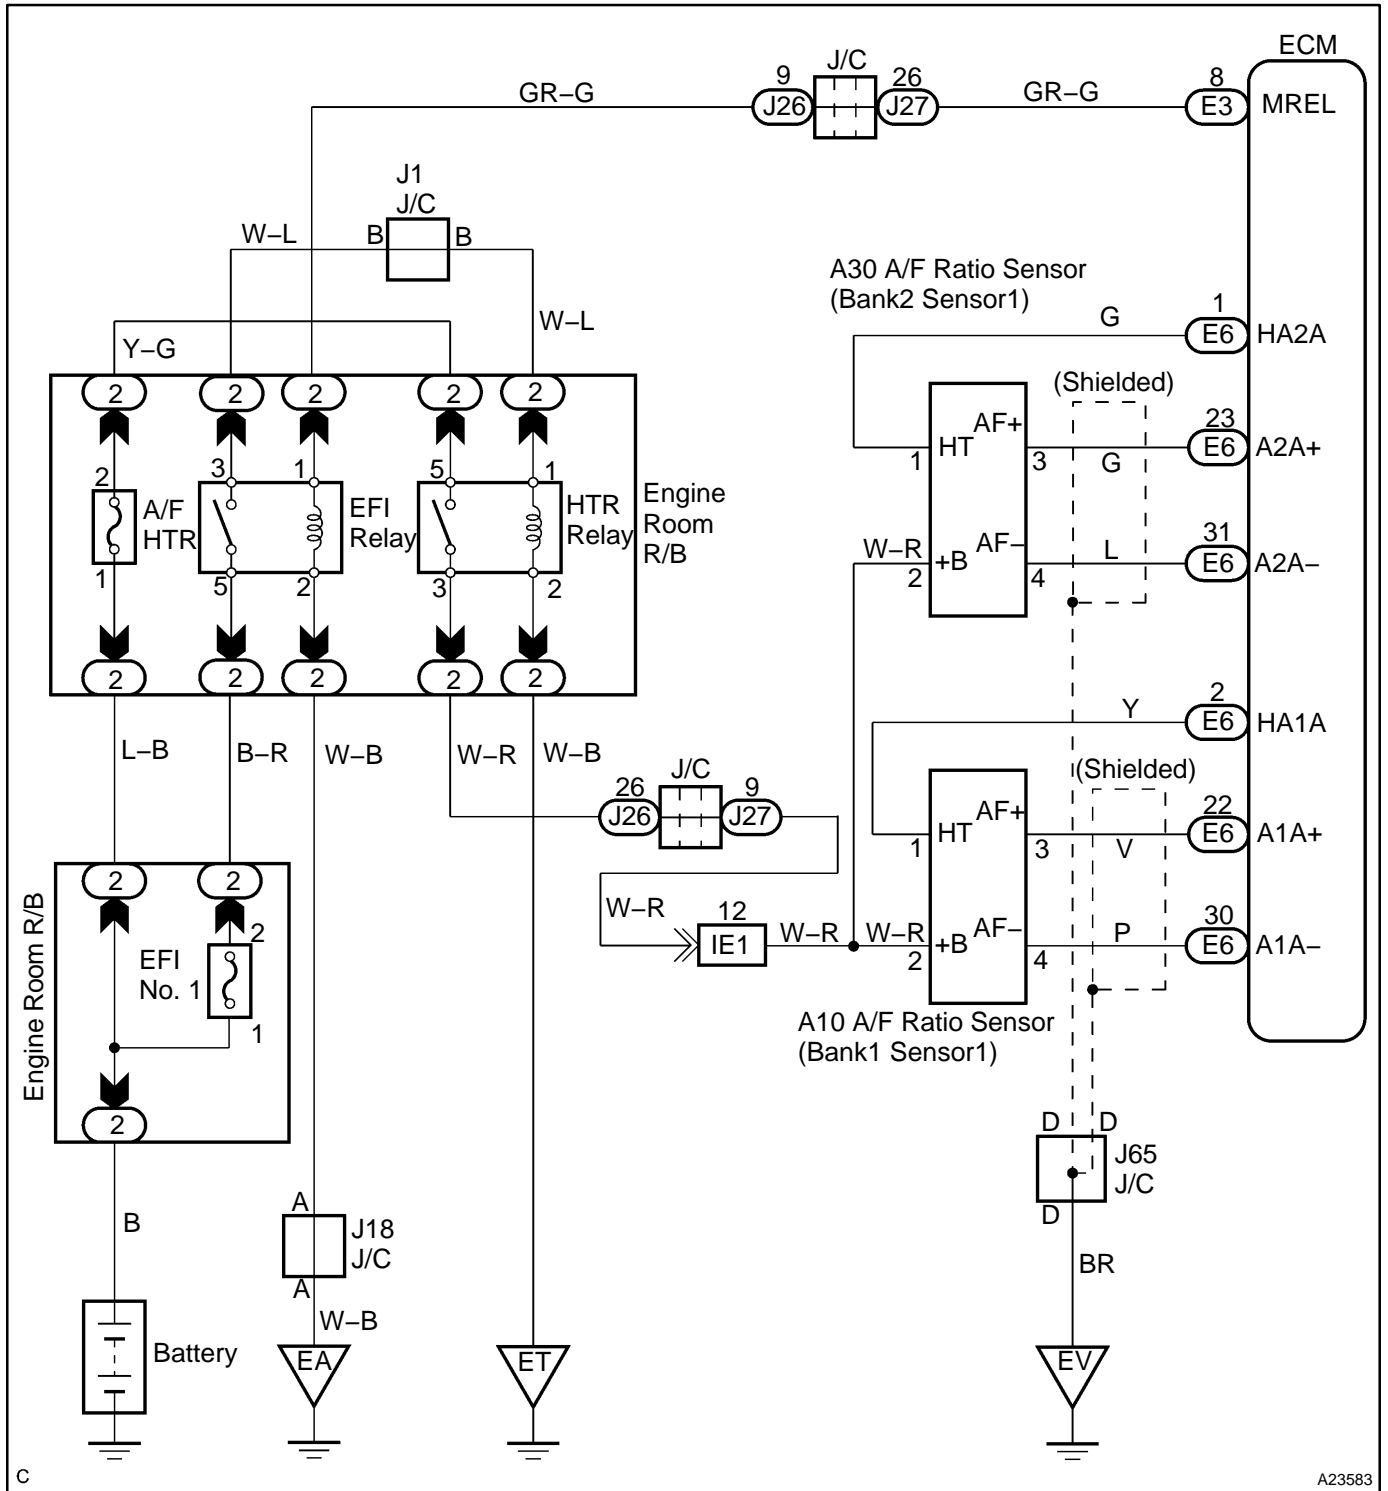 ECM
J/C
9
26
8
GR–G
J26
J27
GR–G
E3
MREL
J1
J/C
W–L
B
B
A30 A/F Ratio Sensor
(Bank2 Sensor1)
W–L
Y–G
1
G
E6
HA2A
(Shielded)
2
2
2
2
2
23
AF+
HT
1
3
G
E6
A2A+
2
3
1
5
1
A/F
HTR
EFI
Relay
HTR
Relay
Engine
Room
R/B
31
W–R
AF–
L
+B
2
4
E6
A2A–
1
5
2
3
2
2
2
2
2
2
2
Y
E6
HA1A
L–B
B–R
W–B
W–R
W–B
(Shielded)
J/C
26
9
J26
J27
22
AF+
HT
1
3
V
E6
A1A+
2
2
W–R
12
IE1
W–R
W–R
30
AF–
P
+B
2
4
E6
A1A–
Engine Room R/B
2
EFI
No. 1
1
A10 A/F Ratio Sensor
(Bank1 Sensor1)
2
D
D
J65
J/C
D
B
A
J18
J/C
A
BR
W–B
Battery
EA
ET
EV
C
A23583